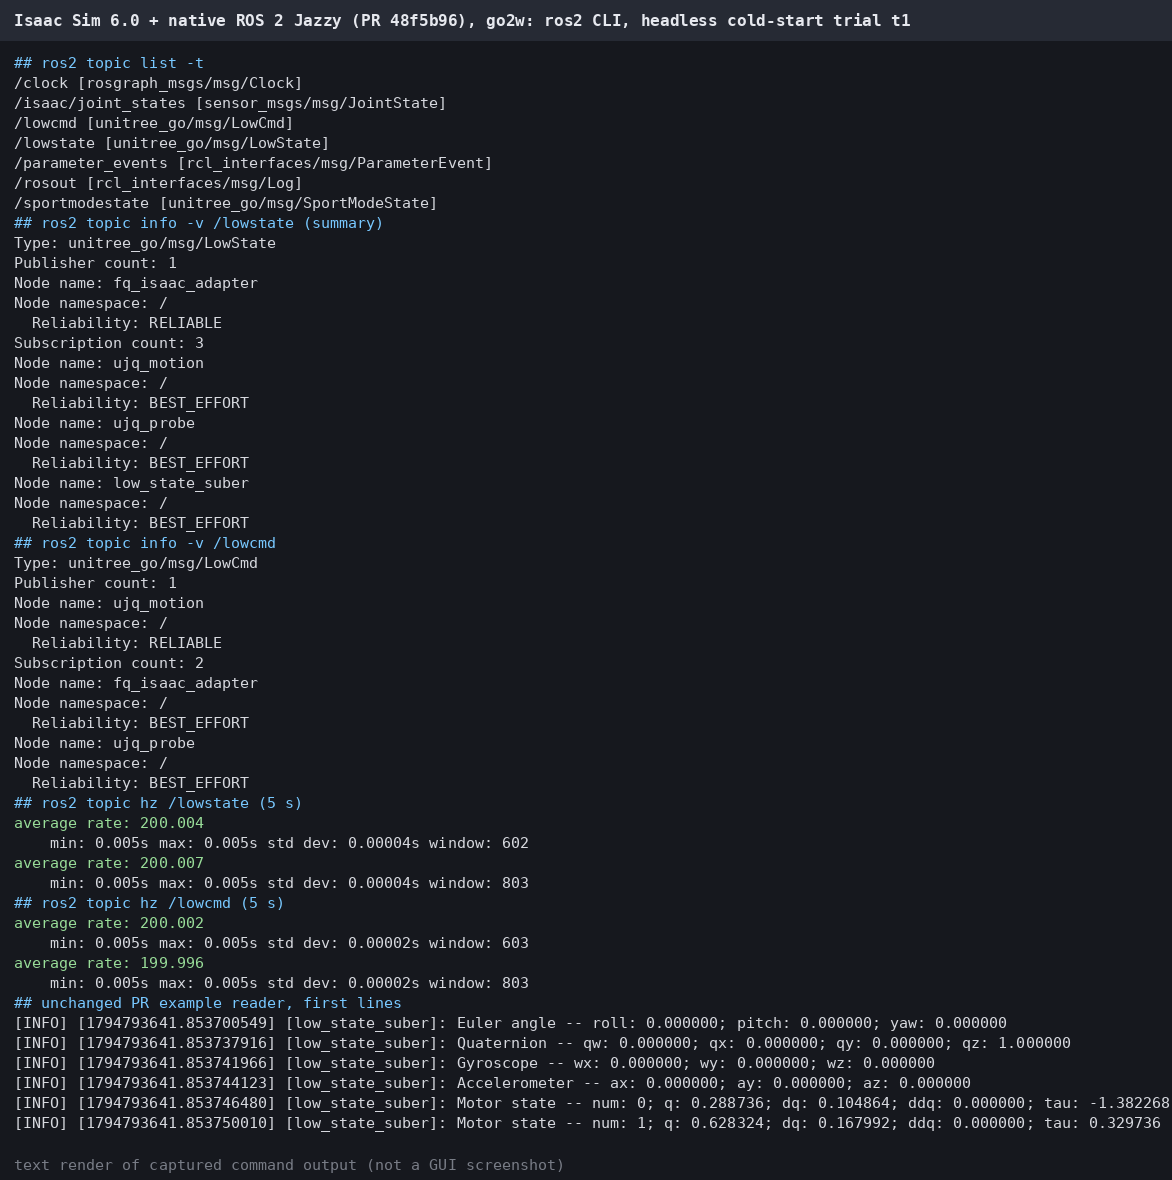 Isaac Sim 6.0 + native ROS 2 Jazzy (PR 48f5b96), go2w: ros2 CLI, headless cold-start trial t1
## ros2 topic list -t
/clock [rosgraph_msgs/msg/Clock]
/isaac/joint_states [sensor_msgs/msg/JointState]
/lowcmd [unitree_go/msg/LowCmd]
/lowstate [unitree_go/msg/LowState]
/parameter_events [rcl_interfaces/msg/ParameterEvent]
/rosout [rcl_interfaces/msg/Log]
/sportmodestate [unitree_go/msg/SportModeState]
## ros2 topic info -v /lowstate (summary)
Type: unitree_go/msg/LowState
Publisher count: 1
Node name: fq_isaac_adapter
Node namespace: /
  Reliability: RELIABLE
Subscription count: 3
Node name: ujq_motion
Node namespace: /
  Reliability: BEST_EFFORT
Node name: ujq_probe
Node namespace: /
  Reliability: BEST_EFFORT
Node name: low_state_suber
Node namespace: /
  Reliability: BEST_EFFORT
## ros2 topic info -v /lowcmd
Type: unitree_go/msg/LowCmd
Publisher count: 1
Node name: ujq_motion
Node namespace: /
  Reliability: RELIABLE
Subscription count: 2
Node name: fq_isaac_adapter
Node namespace: /
  Reliability: BEST_EFFORT
Node name: ujq_probe
Node namespace: /
  Reliability: BEST_EFFORT
## ros2 topic hz /lowstate (5 s)
average rate: 200.004
    min: 0.005s max: 0.005s std dev: 0.00004s window: 602
average rate: 200.007
    min: 0.005s max: 0.005s std dev: 0.00004s window: 803
## ros2 topic hz /lowcmd (5 s)
average rate: 200.002
    min: 0.005s max: 0.005s std dev: 0.00002s window: 603
average rate: 199.996
    min: 0.005s max: 0.005s std dev: 0.00002s window: 803
## unchanged PR example reader, first lines
[INFO] [1794793641.853700549] [low_state_suber]: Euler angle -- roll: 0.000000; pitch: 0.000000; yaw: 0.000000
[INFO] [1794793641.853737916] [low_state_suber]: Quaternion -- qw: 0.000000; qx: 0.000000; qy: 0.000000; qz: 1.000000
[INFO] [1794793641.853741966] [low_state_suber]: Gyroscope -- wx: 0.000000; wy: 0.000000; wz: 0.000000
[INFO] [1794793641.853744123] [low_state_suber]: Accelerometer -- ax: 0.000000; ay: 0.000000; az: 0.000000
[INFO] [1794793641.853746480] [low_state_suber]: Motor state -- num: 0; q: 0.288736; dq: 0.104864; ddq: 0.000000; tau: -1.382268
[INFO] [1794793641.853750010] [low_state_suber]: Motor state -- num: 1; q: 0.628324; dq: 0.167992; ddq: 0.000000; tau: 0.329736
text render of captured command output (not a GUI screenshot)